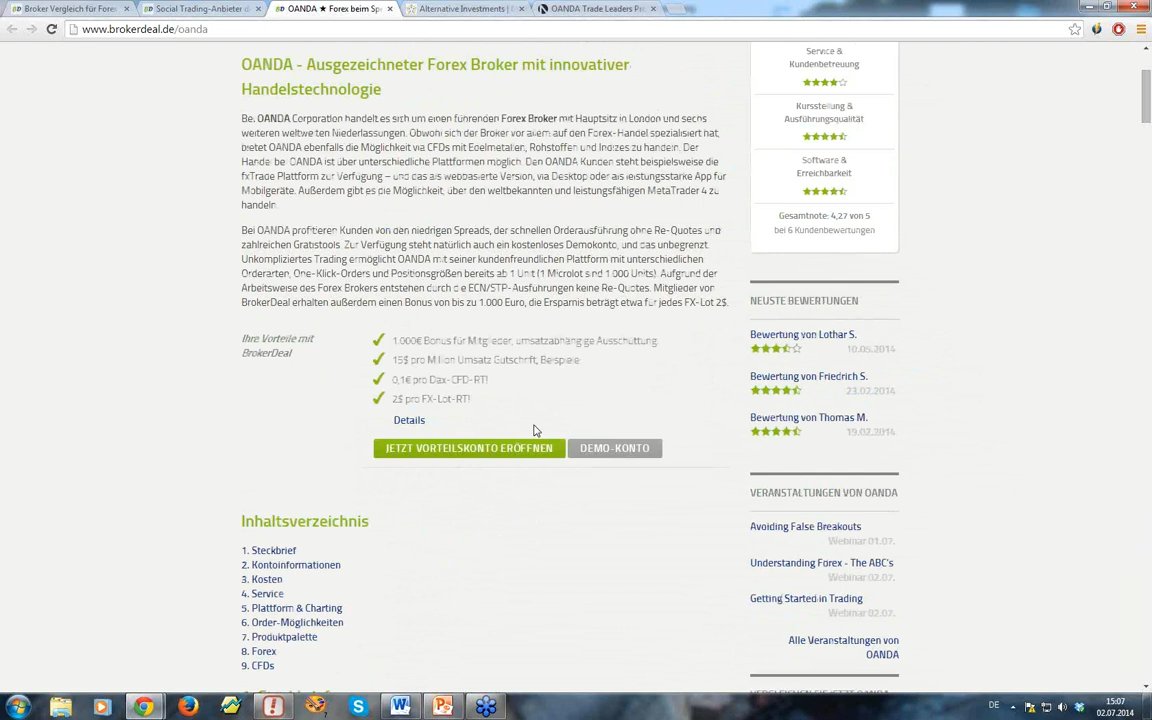 Broker Vergleich für Forex
Social Trading-Anbieter d
OANDA ★ Forex beim Sp
Alternative Investments |
OANDA Trade Leaders Pr
www.brokerdeal.de/oanda
OANDA - Ausgezeichneter Forex Broker mit innovativer
Handelstechnologie
Bei OANDA Corporation handelt es sich um einen führenden Forex Broker mit Hauptsitz in London und sechs
weiteren weltweiten Niederlassungen. Obwohl sich der Broker vor allem auf den Forex-Handel spezialisiert hat,
bietet OANDA ebenfalls die Möglichkeit via CFDs mit Edelmetallen, Rohstoffen und Indizes zu handeln. Der
Handel bei OANDA ist über unterschiedliche Plattformen möglich. Den OANDA Kunden steht beispielsweise die
fxTrade Plattform zur Verfügung – und das als webbasierte Version, via Desktop oder als leistungsstarke App für
Mobilgeräte. Außerdem gibt es die Möglichkeit, über den weltbekannten und leistungsfähigen MetaTrader 4 zu
handeln.
Bei OANDA profitieren Kunden von den niedrigen Spreads, der schnellen Orderausführung ohne Re-Quotes und
zahlreichen Gratistools. Zur Verfügung steht natürlich auch ein kostenloses Demokonto, und das unbegrenzt.
Unkompliziertes Trading ermöglicht OANDA mit seiner kundenfreundlichen Plattform mit unterschiedlichen
Orderarten, One-Click-Orders und Positionsgrößen bereits ab 1 Unit (1 Microlot sind 1.000 Units). Aufgrund der
Arbeitsweise des Forex Brokers entstehen durch die ECN/STP-Ausführungen keine Re-Quotes. Mitglieder von
BrokerDeal erhalten außerdem einen Bonus von bis zu 1.000 Euro, die Ersparnis beträgt etwa für jedes FX-Lot 2$.
Ihre Vorteile mit
BrokerDeal
1.000€ Bonus für Mitglieder, umsatzabhängige Ausschüttung.
15$ pro Million Umsatz Gutschrift, Beispiele:
0,1€ pro Dax-CFD-RT!
2$ pro FX-Lot-RT!
Details
JETZT VORTEILSKONTO ERÖFFNEN
DEMO-KONTO
Inhaltsverzeichnis
1. Steckbrief
2. Kontoinformationen
3. Kosten
4. Service
5. Plattform & Charting
6. Order-Möglichkeiten
7. Produktpalette
8. Forex
9. CFDs
Service &
Kundenbetreuung
Kursstellung &
Ausführungsqualität
Software &
Erreichbarkeit
Gesamtnote: 4,27 von 5
bei 6 Kundenbewertungen
NEUSTE BEWERTUNGEN
Bewertung von Lothar S.
10.05.2014
Bewertung von Friedrich S.
23.02.2014
Bewertung von Thomas M.
19.02.2014
VERANSTALTUNGEN VON OANDA
Avoiding False Breakouts
Webinar 01.07.
Understanding Forex - The ABC's
Webinar 02.07.
Getting Started in Trading
Webinar 02.07.
Alle Veranstaltungen von
OANDA
DE
15:07
02.07.2014